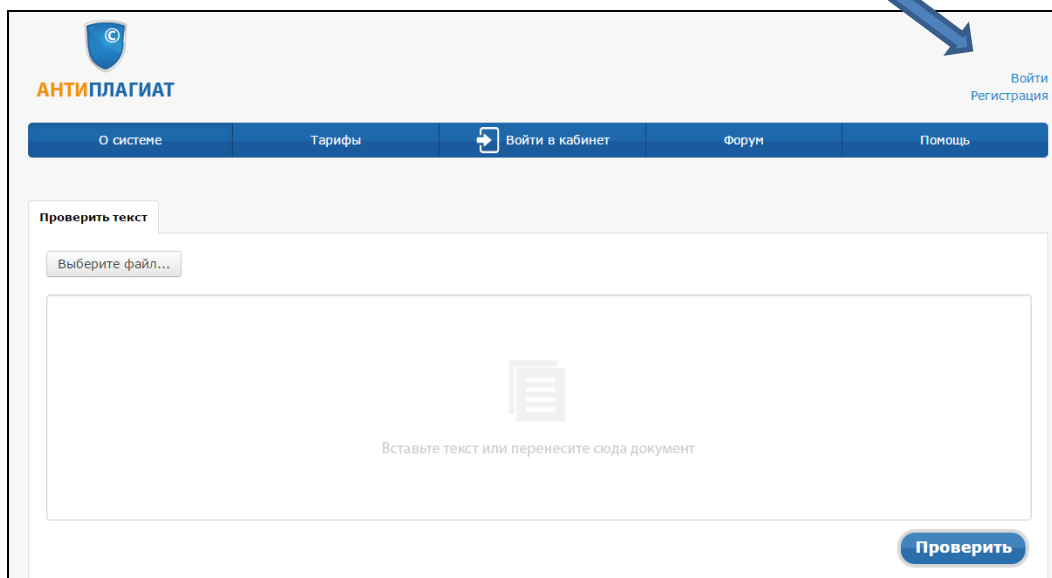 ©
АНТИПЛАГИАТ
Войти
Регистрация
О системе
Тарифы
Войти в кабинет
Форум
Помощь
Проверить текст
Выберите файл...
Вставьте текст или перенесите сюда документ
Проверить